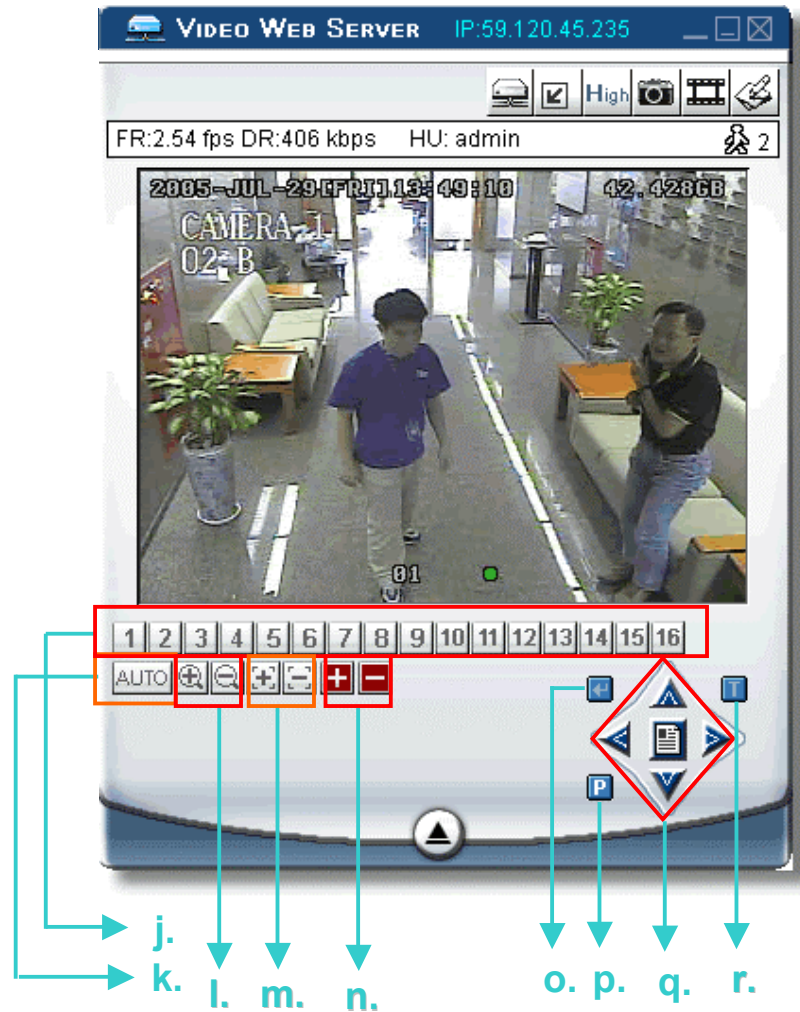 VIDEO WEB SERVER IP:59.120.45.235
High
FR:2.54 fps DR:406 kbps HU: admin 2
2005-JUL-29[FRI]13:49:10 42.428GB
CAMERA 1
02 B
01
1 2 3 4 5 6 7 8 9 10 11 12 13 14 15 16
AUTO
T
P
j.
k. l. m. n. o. p. q. r.